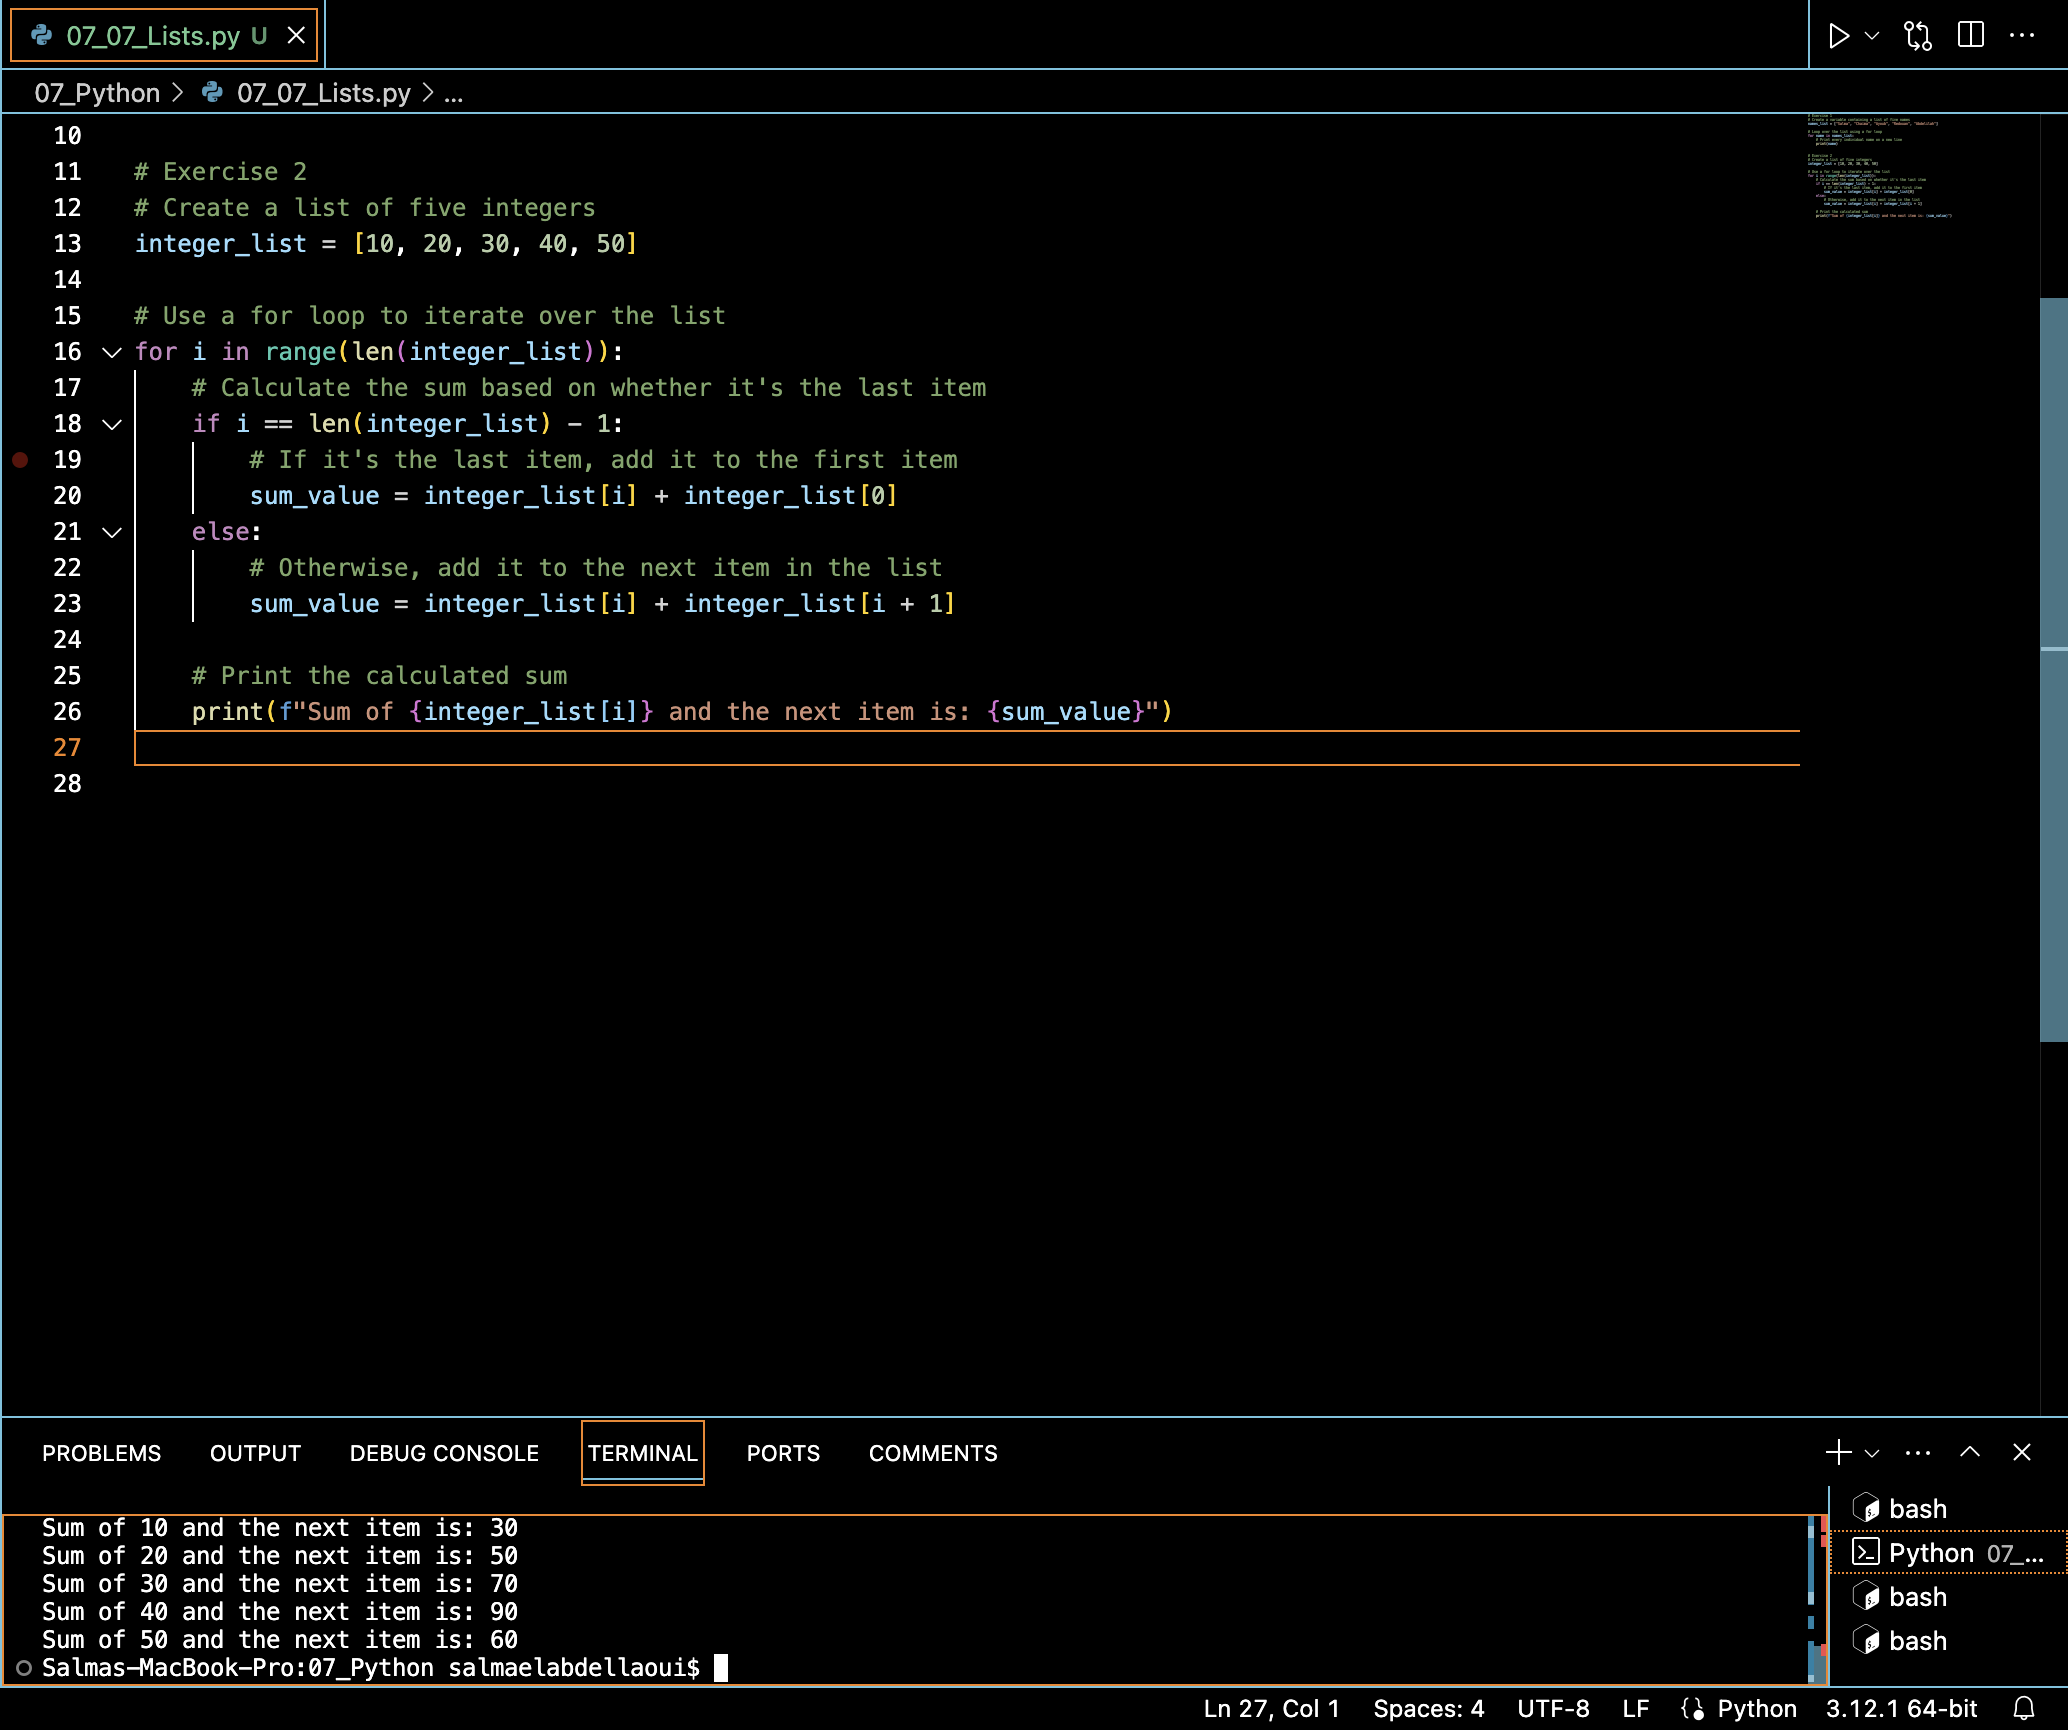 07_07_Lists.py U
07_Python > 07_07_Lists.py > ...
10
11 # Exercise 2
12 # Create a list of five integers
13 integer_list = [10, 20, 30, 40, 50]
14
15 # Use a for loop to iterate over the list
16 for i in range(len(integer_list)):
17     # Calculate the sum based on whether it's the last item
18     if i == len(integer_list) - 1:
19         # If it's the last item, add it to the first item
20         sum_value = integer_list[i] + integer_list[0]
21     else:
22         # Otherwise, add it to the next item in the list
23         sum_value = integer_list[i] + integer_list[i + 1]
24
25     # Print the calculated sum
26     print(f"Sum of {integer_list[i]} and the next item is: {sum_value}")
27
28
PROBLEMS OUTPUT DEBUG CONSOLE TERMINAL PORTS COMMENTS
Sum of 10 and the next item is: 30
Sum of 20 and the next item is: 50
Sum of 30 and the next item is: 70
Sum of 40 and the next item is: 90
Sum of 50 and the next item is: 60
Salmas-MacBook-Pro:07_Python salmaelabdellaoui$
bash
Python 07_...
bash
bash
Ln 27, Col 1 Spaces: 4 UTF-8 LF Python 3.12.1 64-bit